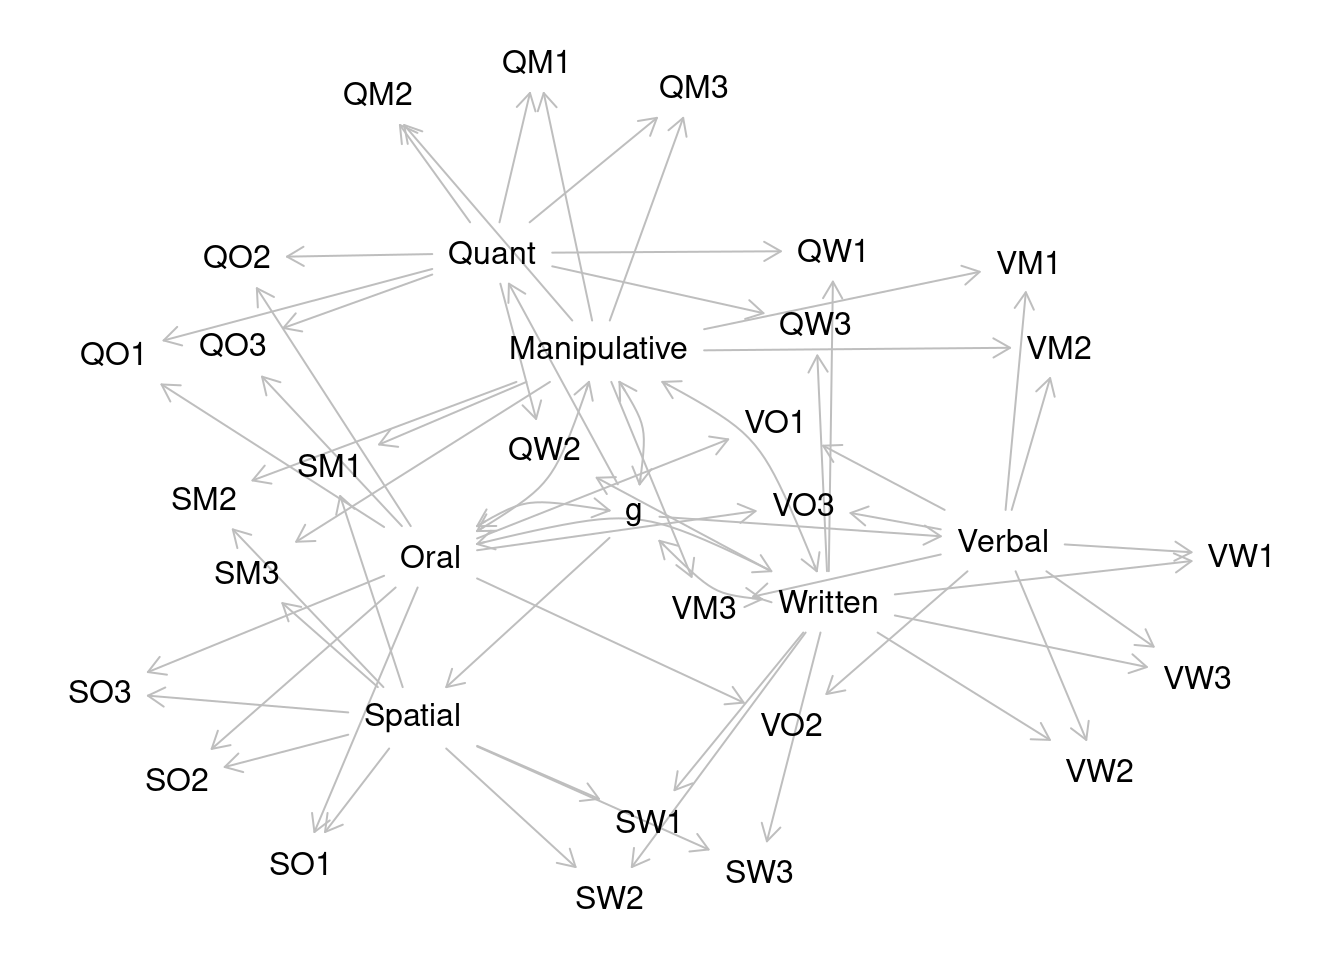 QM1
QM3
QM2
Quant
QW1
QO2
VM1
QW3
QO3
Manipulative
VM2
QO1
VO1
QW2
SM1
SM2
VO3
g
Verbal
Oral
VW1
SM3
Written
VM3
VW3
SO3
Spatial
VO2
VW2
SO2
SW1
SO1
SW3
SW2